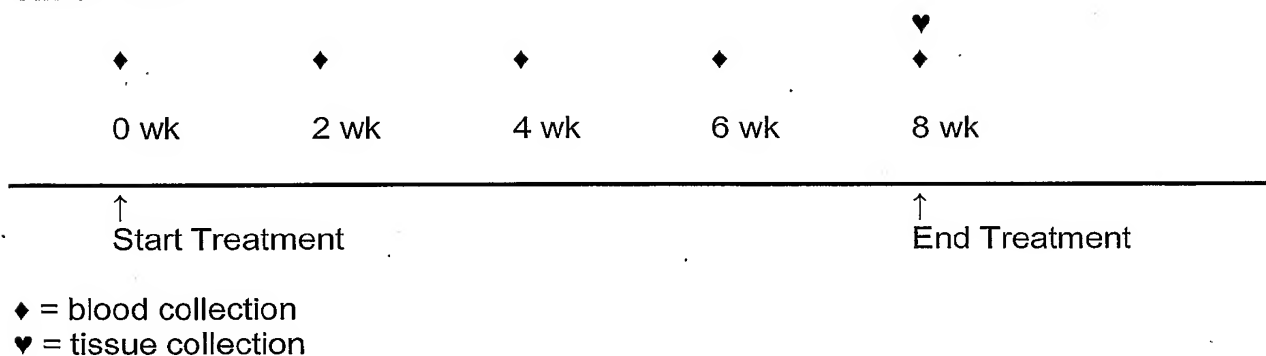 ♥
♦ ♦ ♦ ♦ ♦
0 wk 2 wk 4 wk 6 wk 8 wk
↑ ↑
Start Treatment End Treatment
♦ = blood collection
♥ = tissue collection